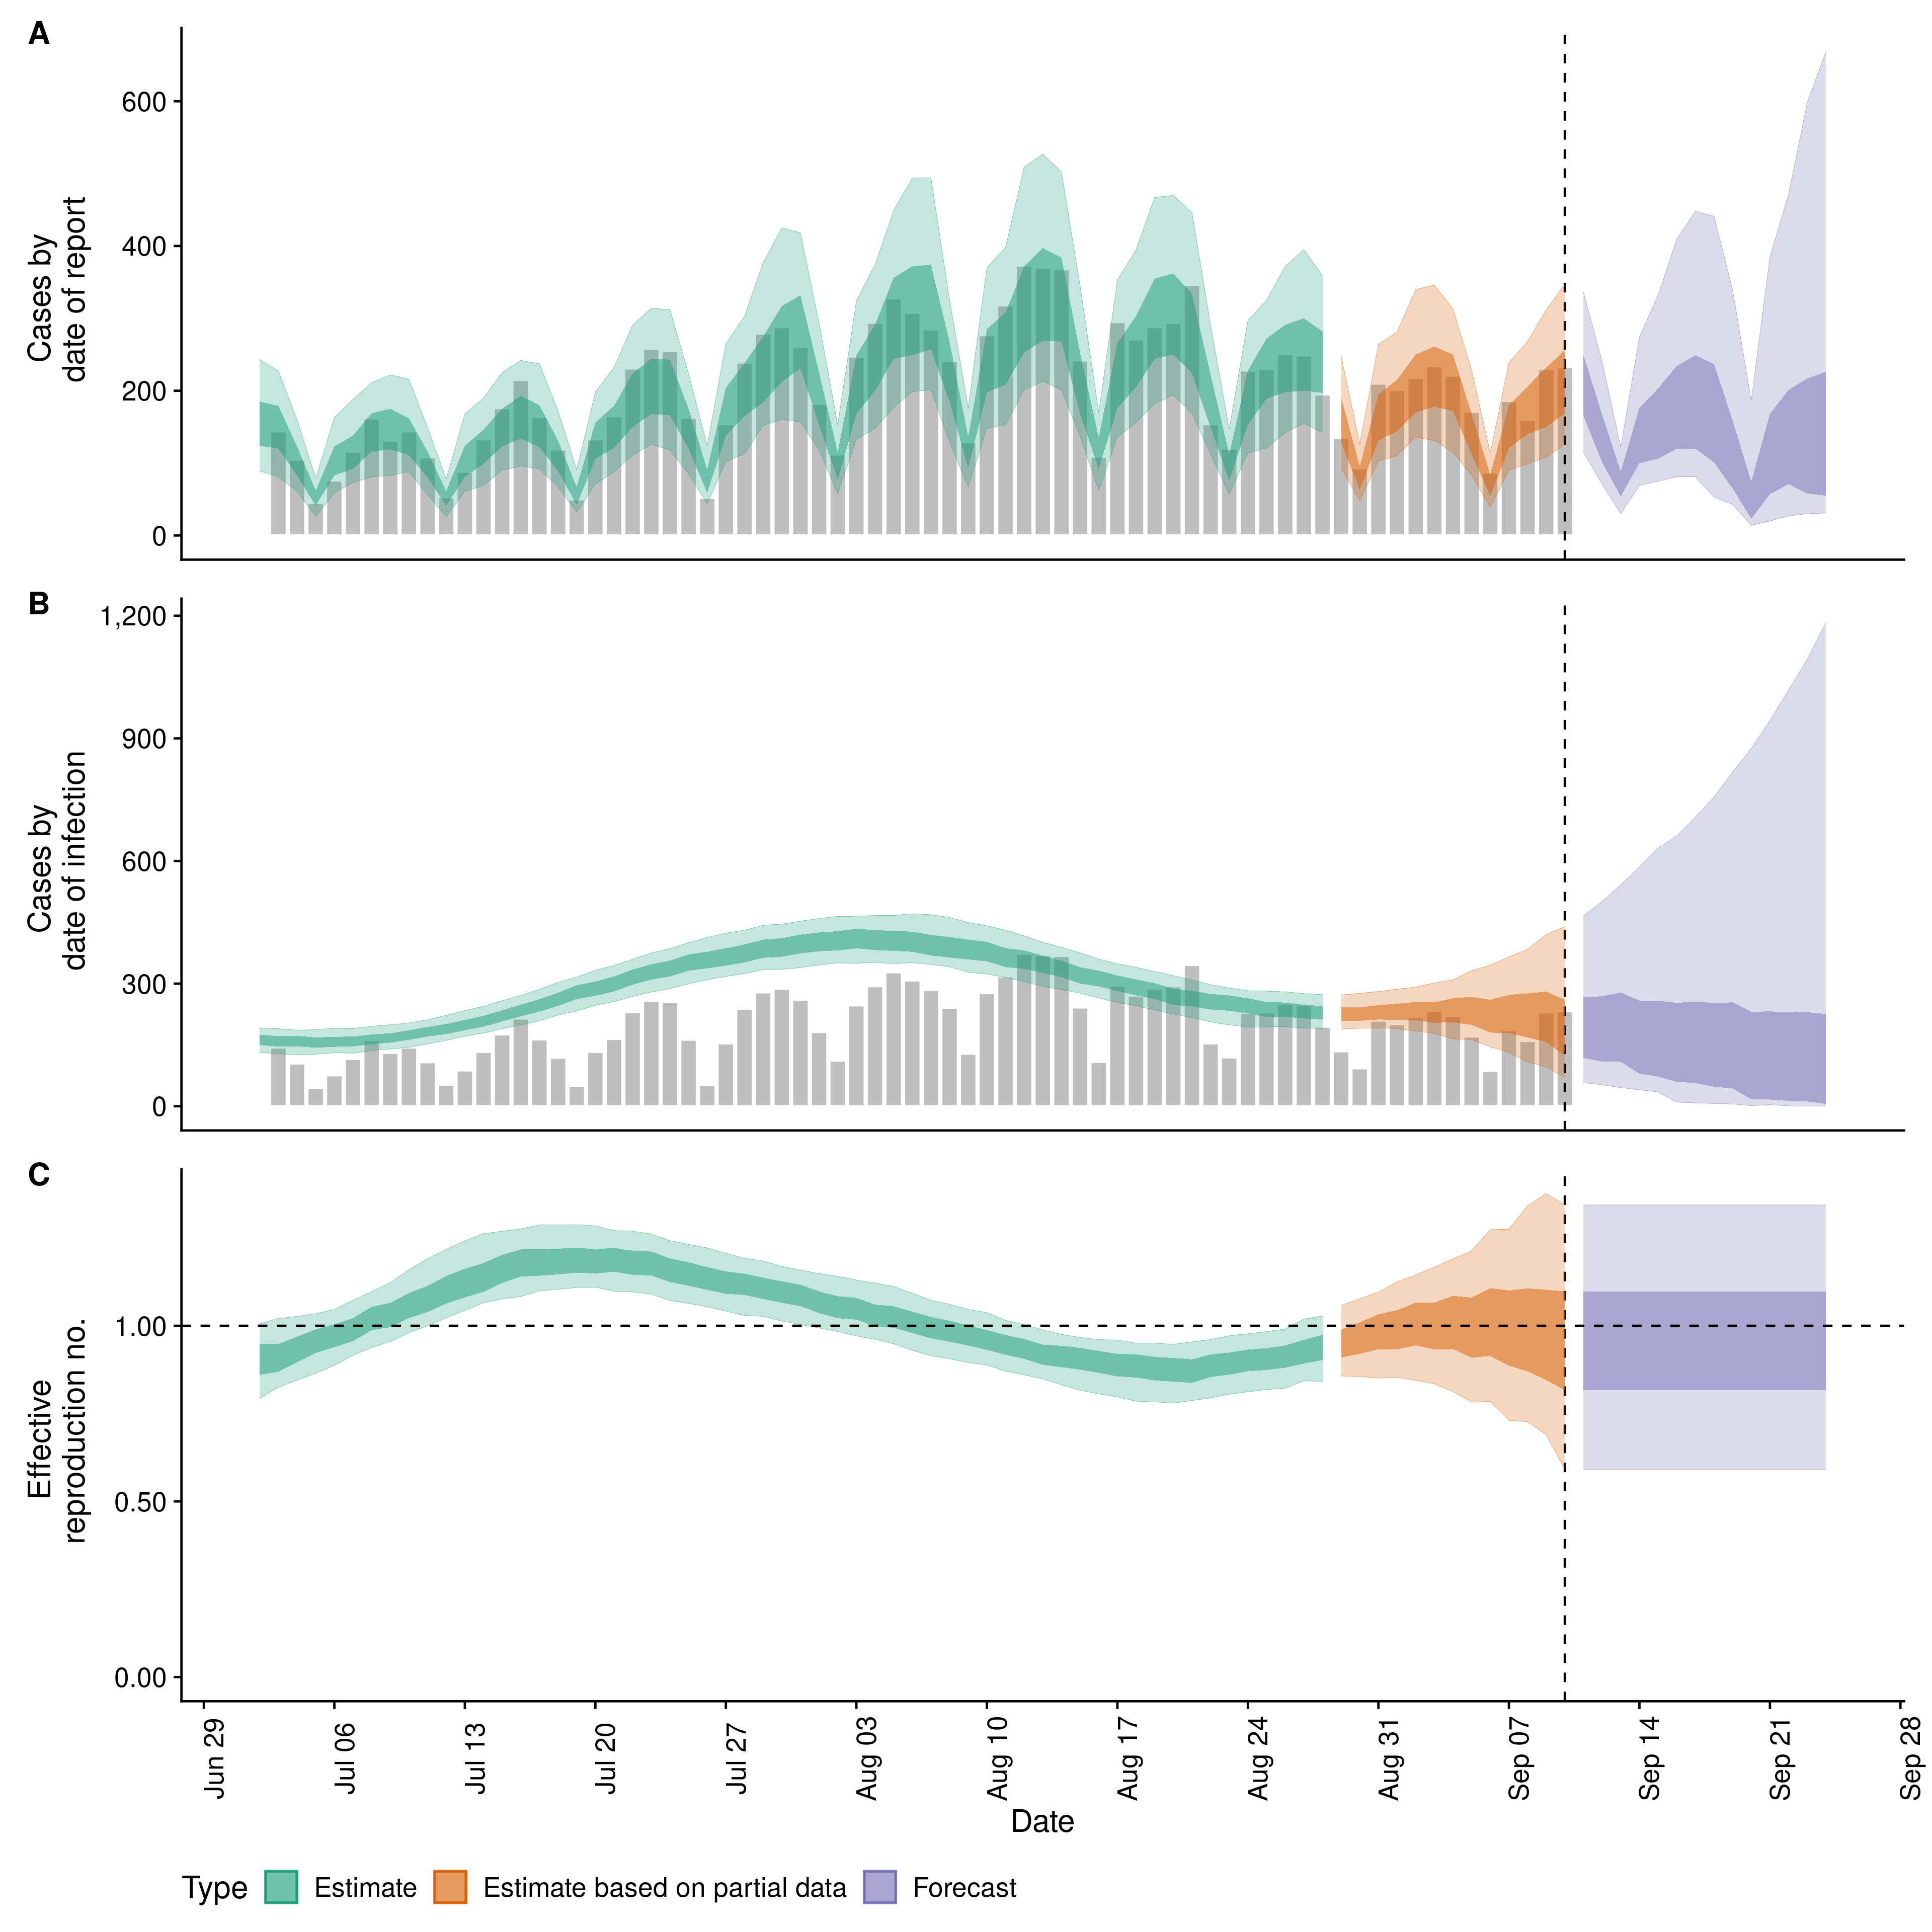 A
Cases by
date of report
600
400
200
0
B
Cases by
date of infection
1,200
900
600
300
0
C
Effective
reproduction no.
1.00
0.50
0.00
Jun 29
Jul 06
Jul 13
Jul 20
Jul 27
Aug 03
Aug 10
Aug 17
Aug 24
Aug 31
Sep 07
Sep 14
Sep 21
Sep 28
Date
Type Estimate Estimate based on partial data Forecast